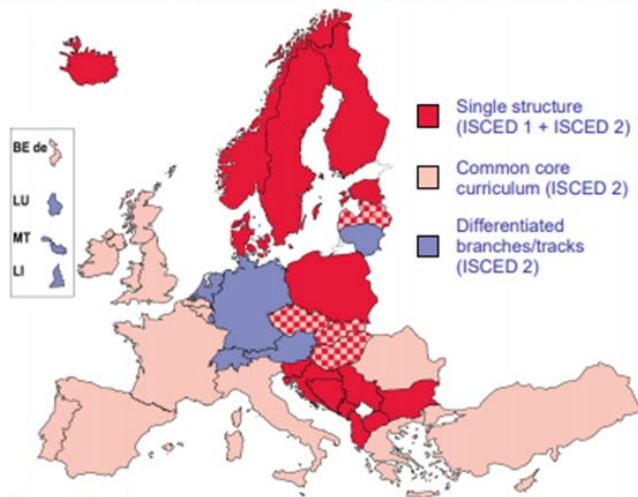 Single structure
(ISCED 1 + ISCED 2)
BE de
Common core
curriculum (ISCED 2)
LU
Differentiated
branches/tracks
(ISCED 2)
MT
LI